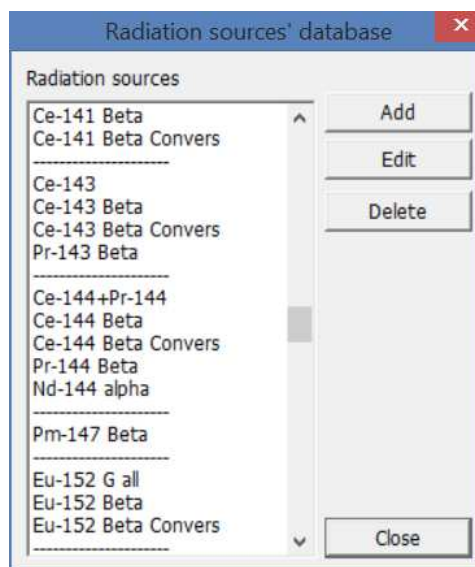 Radiation sources' database
Radiation sources
Ce-141 Beta
Ce-141 Beta Convers
----------------------
Ce-143
Ce-143 Beta
Ce-143 Beta Convers
Pr-143 Beta
----------------------
Ce-144+Pr-144
Ce-144 Beta
Ce-144 Beta Convers
Pr-144 Beta
Nd-144 alpha
----------------------
Pm-147 Beta
----------------------
Eu-152 G all
Eu-152 Beta
Eu-152 Beta Convers
----------------------
Add
Edit
Delete
Close